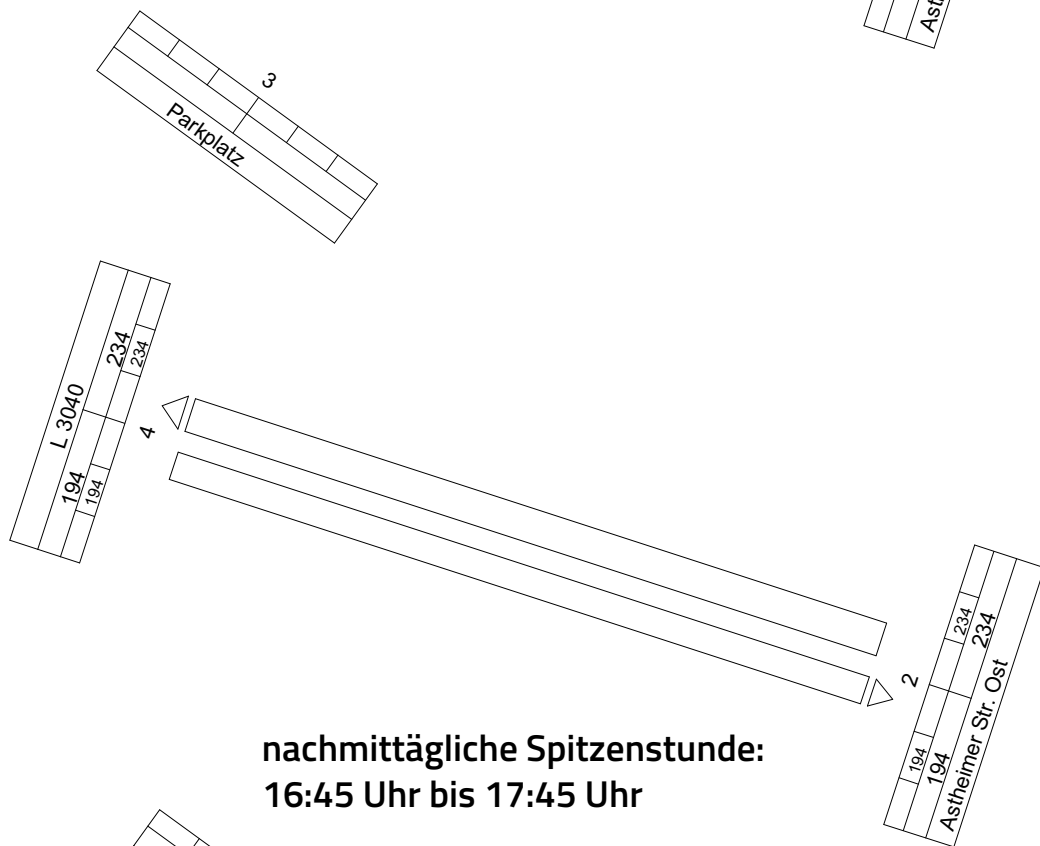 Ast
3
Parkplatz
L 3040
234
234
194
194
4
2
234
234
194
194
Astheimer Str. Ost
nachmittägliche Spitzenstunde:
16:45 Uhr bis 17:45 Uhr